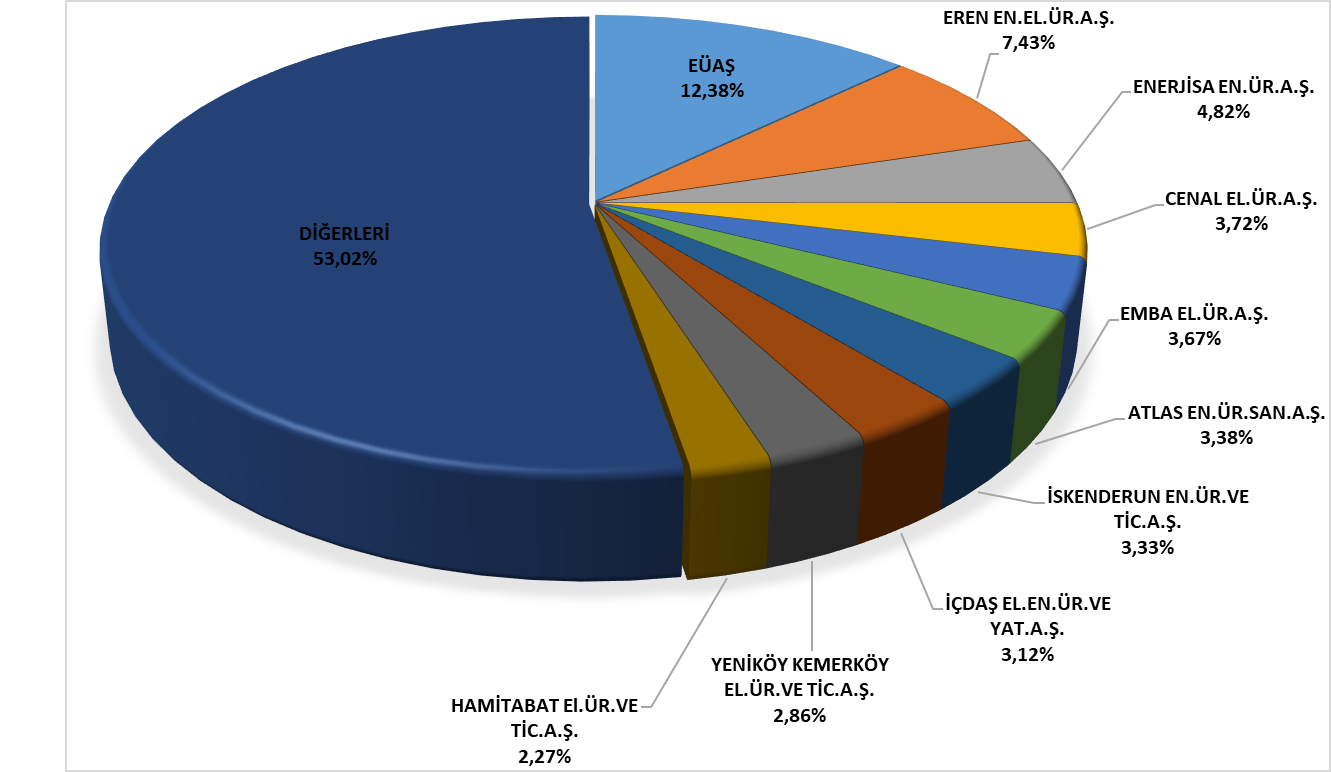 EREN EN.EL.ÜR.A.Ş.
7,43%
EÜAŞ
12,38%
ENERJİSA EN.ÜR.A.Ş.
4,82%
CENAL EL.ÜR.A.Ş.
3,72%
DİĞERLERİ
53,02%
EMBA EL.ÜR.A.Ş.
3,67%
ATLAS EN.ÜR.SAN.A.Ş.
3,38%
İSKENDERUN EN.ÜR.VE
TİC.A.Ş.
3,33%
İÇDAŞ EL.EN.ÜR.VE
YAT.A.Ş.
3,12%
YENİKÖY KEMERKÖY
EL.ÜR.VE TİC.A.Ş.
2,86%
HAMİTABAT El.ÜR.VE
TİC.A.Ş.
2,27%